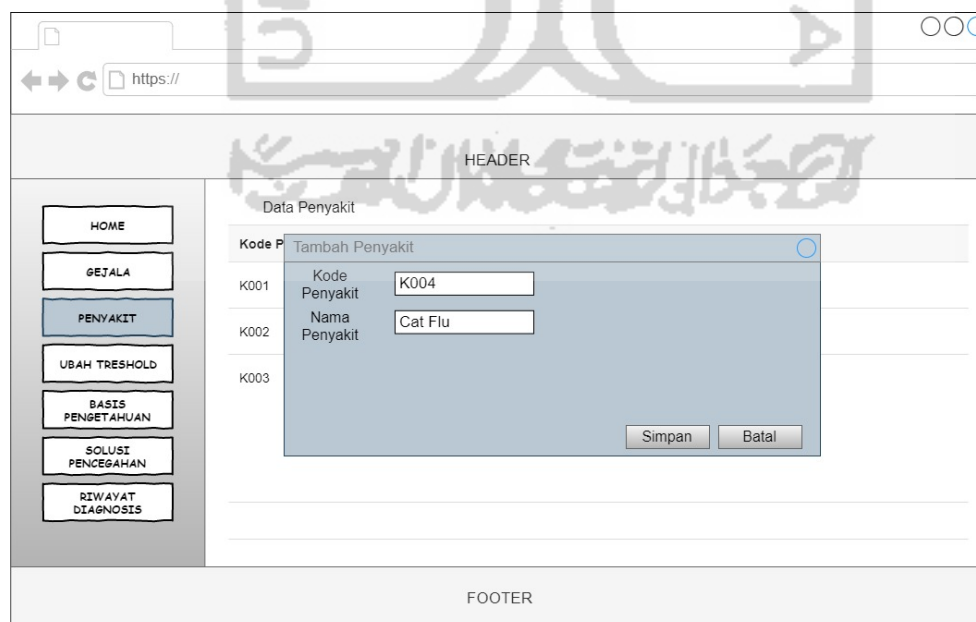 https://
HEADER
HOME
GEJALA
PENYAKIT
UBAH TRESHOLD
BASIS
PENGETAHUAN
SOLUSI
PENCEGAHAN
RIWAYAT
DIAGNOSIS
Data Penyakit
Kode P
K001
K002
K003
Tambah Penyakit
Kode
Penyakit
K004
Nama
Penyakit
Cat Flu
Simpan
Batal
FOOTER